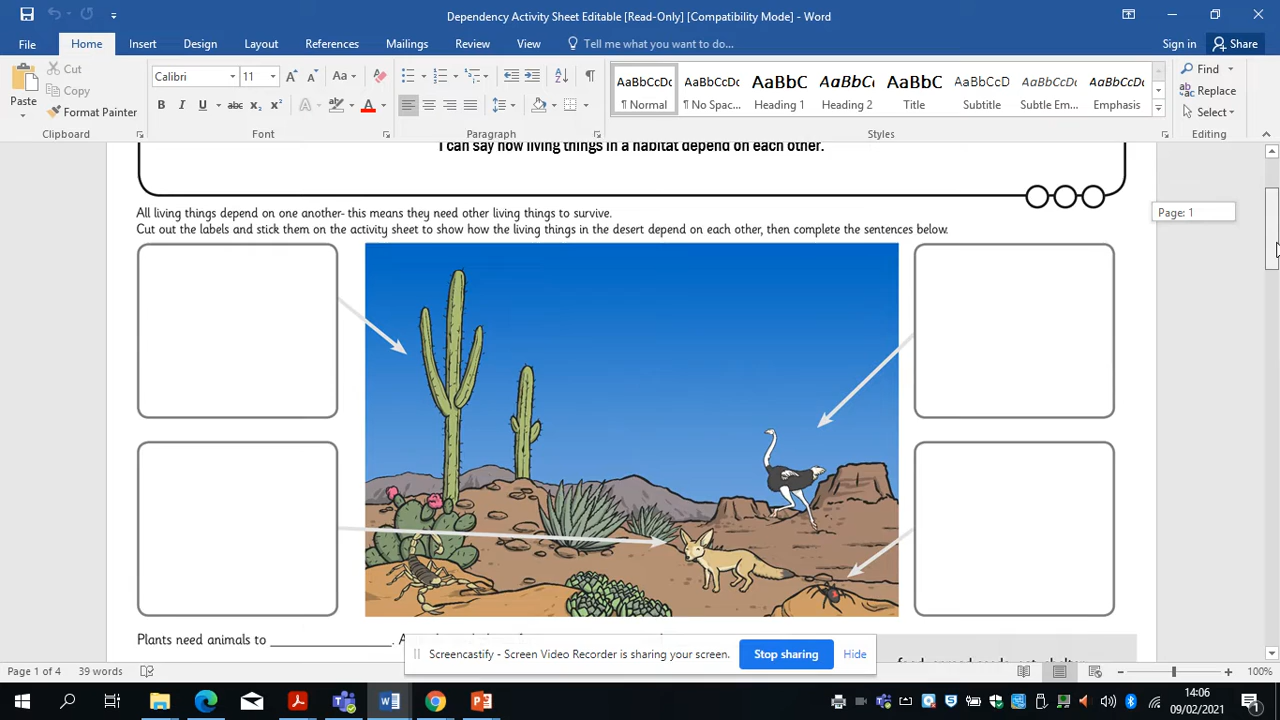 Dependency Activity Sheet Editable [Read-Only] [Compatibility Mode] - Word
File Home Insert Design Layout References Mailings Review View Tell me what you want to do... Sign in Share
Paste
Cut
Copy
Format Painter
Calibri 11
AaBbCcDc AaBbCcDc AaBbC AaBbCc AaBbC AaBbCcD AaBbCcDc AaBbCcDc
¶ Normal ¶ No Spac... Heading 1 Heading 2 Title Subtitle Subtle Em... Emphasis
Find
Replace
Select
Clipboard Font Paragraph Styles Editing
I can say how living things in a habitat depend on each other.
All living things depend on one another- this means they need other living things to survive.
Page: 1
Cut out the labels and stick them on the activity sheet to show how the living things in the desert depend on each other, then complete the sentences below.
Plants need animals to ______________.
Screencastify - Screen Video Recorder is sharing your screen. Stop sharing Hide
Page 1 of 4 39 words 100%
14:06
09/02/2021